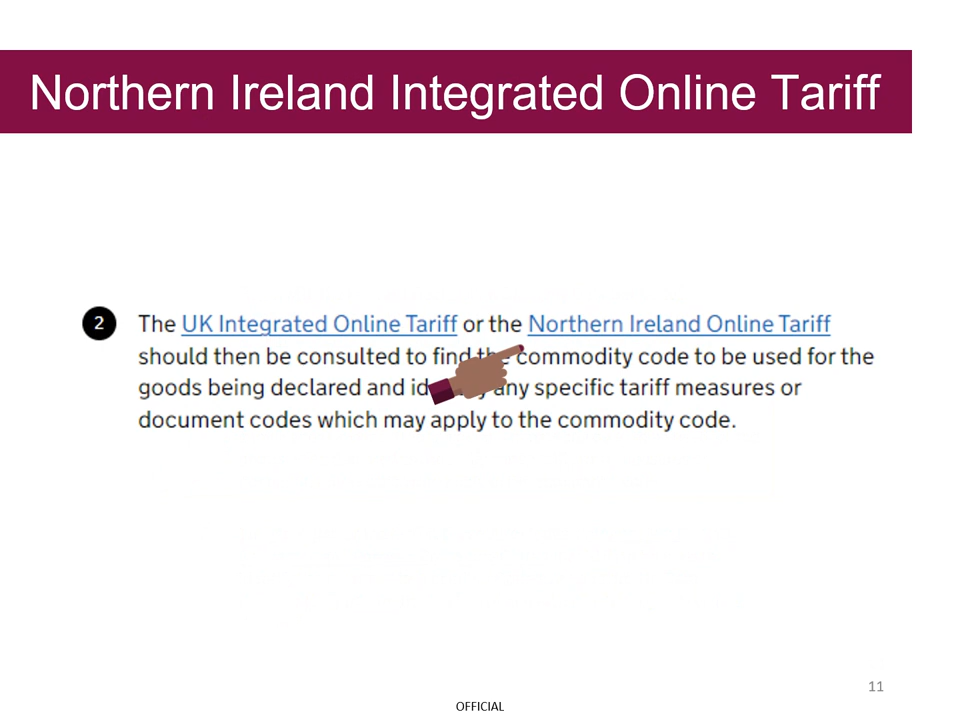 Northern Ireland Integrated Online Tariff
2
The UK Integrated Online Tariff or the Northern Ireland Online Tariff
should then be consulted to find the commodity code to be used for the
goods being declared and identify any specific tariff measures or
document codes which may apply to the commodity code.
11
OFFICIAL